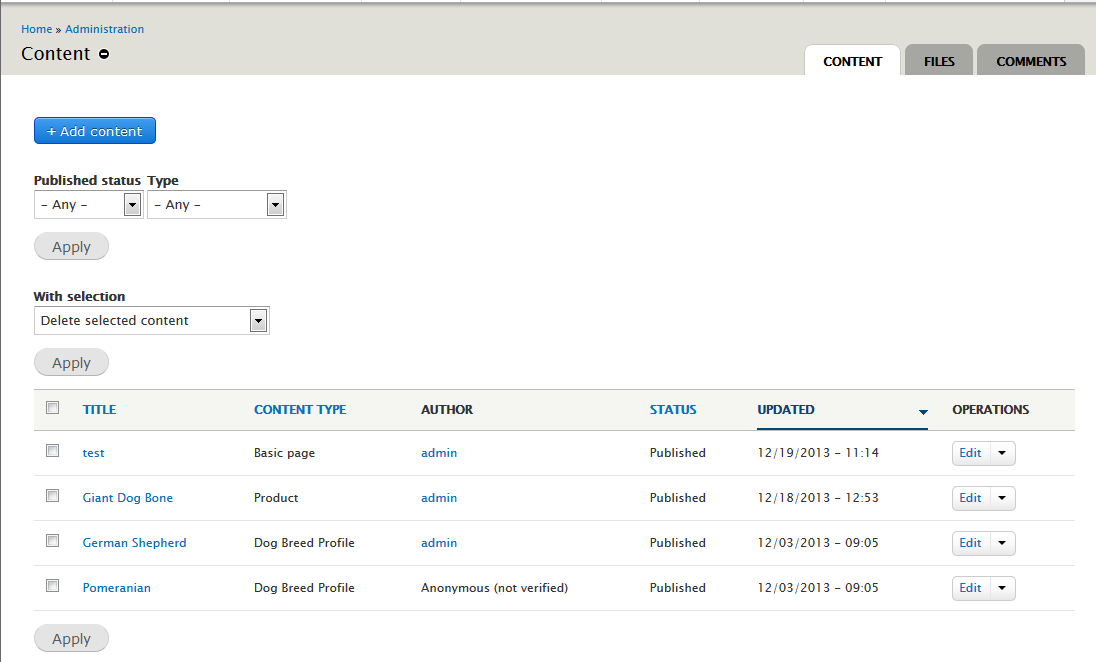 Home » Administration
Content
CONTENT FILES COMMENTS
+ Add content
Published status Type
– Any – – Any –
Apply
With selection
Delete selected content
Apply
TITLE CONTENT TYPE AUTHOR STATUS UPDATED OPERATIONS
test Basic page admin Published 12/19/2013 – 11:14 Edit
Giant Dog Bone Product admin Published 12/18/2013 – 12:53 Edit
German Shepherd Dog Breed Profile admin Published 12/03/2013 – 09:05 Edit
Pomeranian Dog Breed Profile Anonymous (not verified) Published 12/03/2013 – 09:05 Edit
Apply